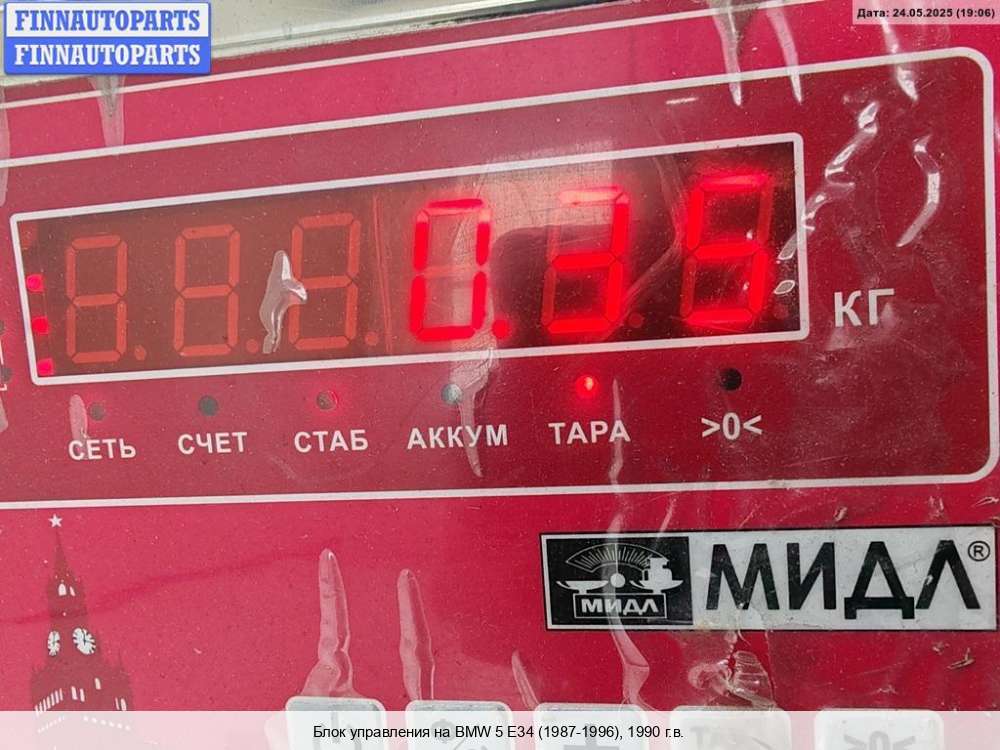 FINNAUTOPARTS
FINNAUTOPARTS
Дата: 24.05.2025 (19:06)
0.35
КГ
СЕТЬ СЧЕТ СТАБ АККУМ ТАРА >0<
МИДЛ МИДЛ®
Блок управления на BMW 5 E34 (1987-1996), 1990 г.в.